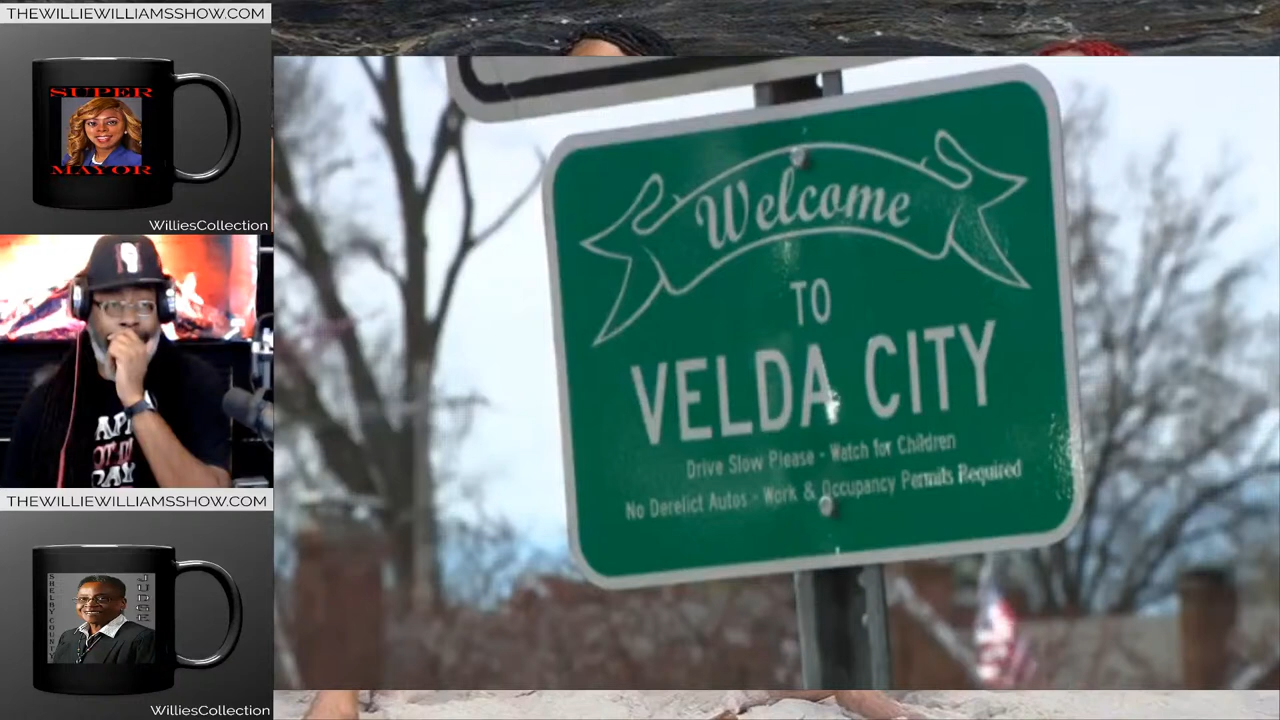 THEWILLIEWILLIAMSSHOW.COM
SUPER
MAYOR
WilliesCollection
THEWILLIEWILLIAMSSHOW.COM
SHELBY COUNTY
JUDGE
WilliesCollection
Welcome
TO
VELDA CITY
Drive Slow Please - Watch for Children
No Derelict Autos - Work & Occupancy Permits Required